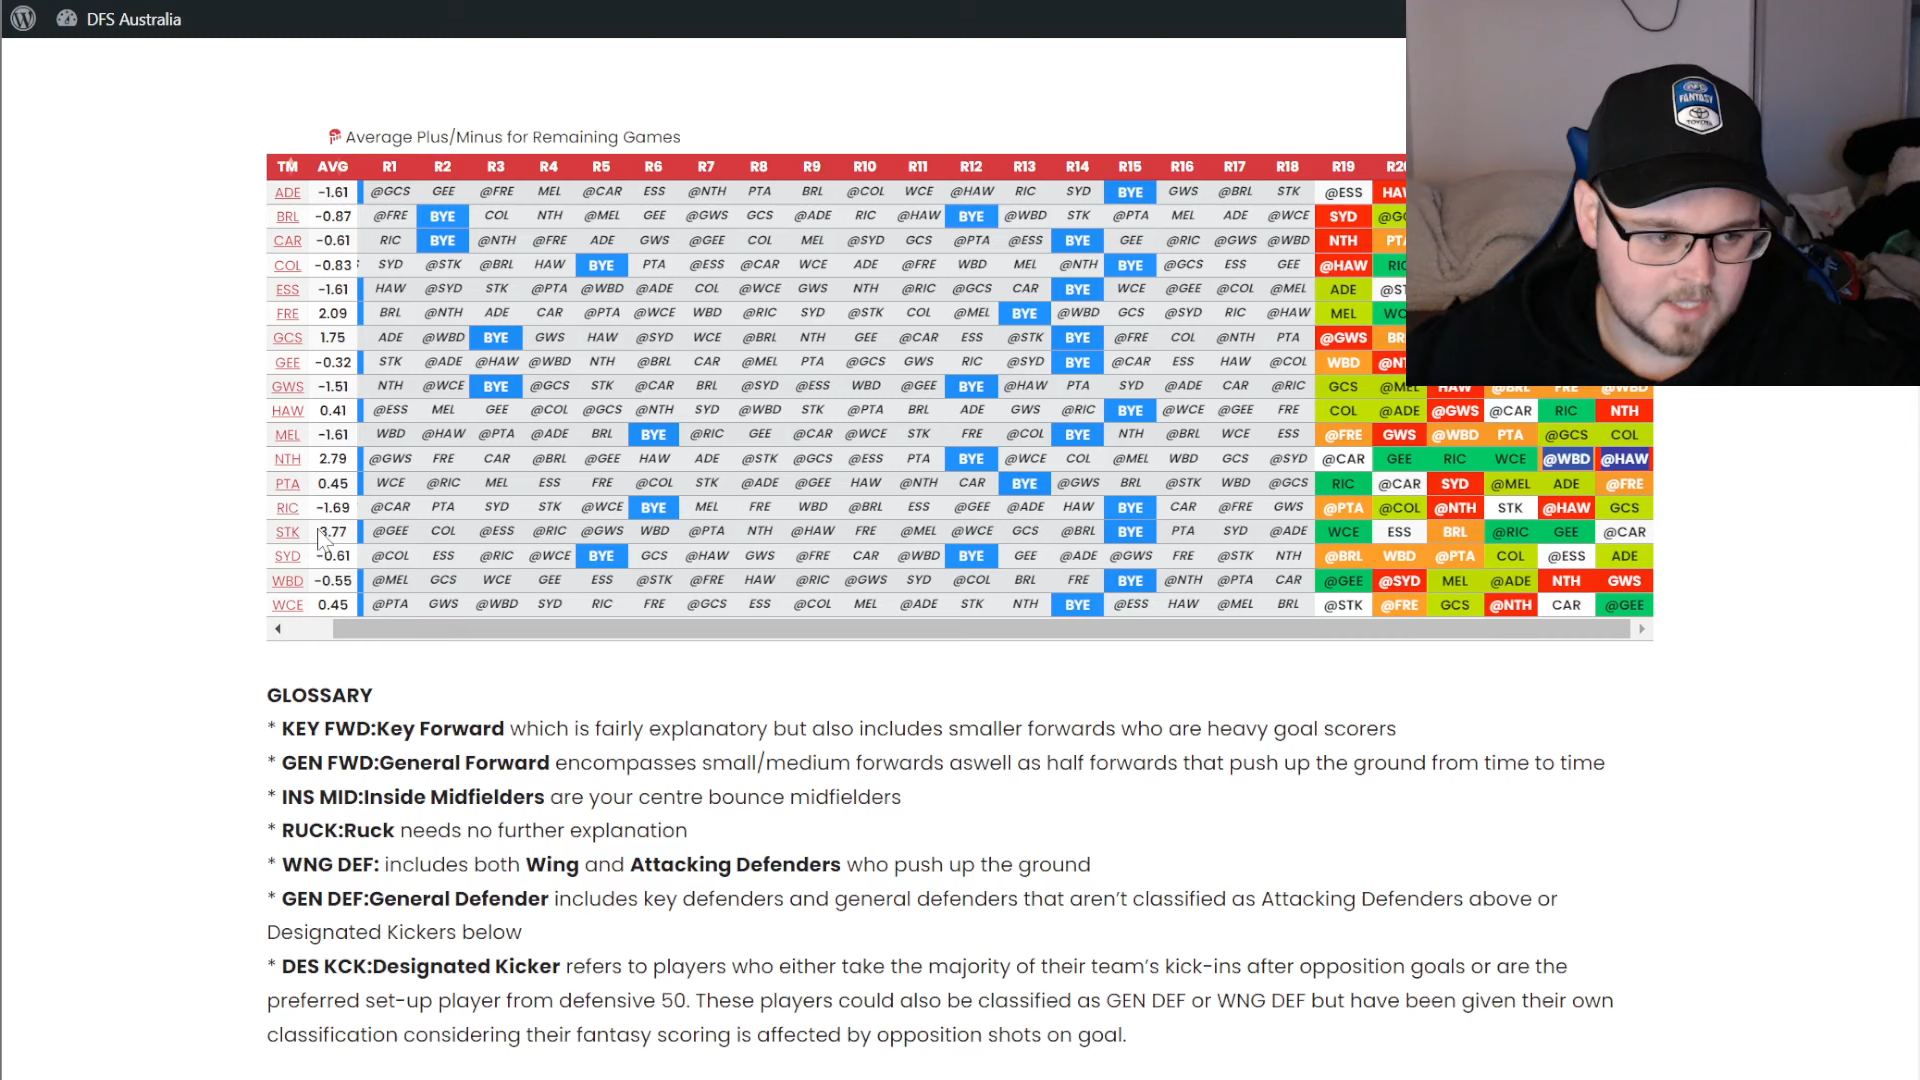 DFS Australia
Average Plus/Minus for Remaining Games
TM AVG R1 R2 R3 R4 R5 R6 R7 R8 R9 R10 R11 R12 R13 R14 R15 R16 R17 R18 R19
ADE -1.61 @GCS GEE @FRE MEL @CAR ESS @NTH PTA BRL @COL WCE @HAW RIC SYD BYE GWS @BRL STK @ESS
BRL -0.87 @FRE BYE COL NTH @MEL GEE @GWS GCS @ADE RIC @HAW BYE @WBD STK @PTA MEL ADE @WCE SYD
CAR -0.61 RIC BYE @NTH @FRE ADE GWS @GEE COL MEL @SYD GCS @PTA @ESS BYE GEE @RIC @GWS @WBD NTH
COL -0.83 SYD @STK @BRL HAW BYE PTA @ESS @CAR WCE ADE @FRE WBD MEL @NTH BYE @GCS ESS GEE @HAW
ESS -1.61 HAW @SYD STK @PTA @WBD @ADE COL @WCE GWS NTH @RIC @GCS CAR BYE WCE @GEE @COL @MEL ADE
FRE 2.09 BRL @NTH ADE CAR @PTA @WCE WBD @RIC SYD @STK COL @MEL BYE @WBD GCS @SYD RIC @HAW MEL
GCS 1.75 ADE @WBD BYE GWS HAW @SYD WCE @BRL NTH GEE @CAR ESS @STK BYE @FRE COL @NTH PTA @GWS
GEE -0.32 STK @ADE @HAW @WBD NTH @BRL CAR @MEL PTA @GCS GWS RIC @SYD BYE @CAR ESS HAW @COL WBD
GWS -1.51 NTH @WCE BYE @GCS STK @CAR BRL @SYD @ESS WBD @GEE BYE @HAW PTA SYD @ADE CAR @RIC GCS @MEL HAW @BRL FRE @WBD
HAW 0.41 @ESS MEL GEE @COL @GCS @NTH SYD @WBD STK @PTA BRL ADE GWS @RIC BYE @WCE @GEE FRE COL @ADE @GWS @CAR RIC NTH
MEL -1.61 WBD @HAW @PTA @ADE BRL BYE @RIC GEE @CAR @WCE STK FRE @COL BYE NTH @BRL WCE ESS @FRE GWS @WBD PTA @GCS COL
NTH 2.79 @GWS FRE CAR @BRL @GEE HAW ADE @STK @GCS @ESS PTA BYE @WCE COL @MEL WBD GCS @SYD @CAR GEE RIC WCE @WBD @HAW
PTA 0.45 WCE @RIC MEL ESS FRE @COL STK @ADE @GEE HAW @NTH CAR BYE @GWS BRL @STK WBD @GCS RIC @CAR SYD @MEL ADE @FRE
RIC -1.69 @CAR PTA SYD STK @WCE BYE MEL FRE WBD @BRL ESS @GEE @ADE HAW BYE CAR @FRE GWS @PTA @COL @NTH STK @HAW GCS
STK 3.77 @GEE COL @ESS @RIC @GWS WBD @PTA NTH @HAW FRE @MEL @WCE GCS @BRL BYE PTA SYD @ADE WCE ESS BRL @RIC GEE @CAR
SYD -0.61 @COL ESS @RIC @WCE BYE GCS @HAW GWS @FRE CAR @WBD BYE GEE @ADE @GWS FRE @STK NTH @BRL WBD @PTA COL @ESS ADE
WBD -0.55 @MEL GCS WCE GEE ESS @STK @FRE HAW @RIC @GWS SYD @COL BRL FRE BYE @NTH @PTA CAR @GEE @SYD MEL @ADE NTH GWS
WCE 0.45 @PTA GWS @WBD SYD RIC FRE @GCS ESS @COL MEL @ADE STK NTH BYE @ESS HAW @MEL BRL @STK @FRE GCS @NTH CAR @GEE
GLOSSARY
* KEY FWD:Key Forward which is fairly explanatory but also includes smaller forwards who are heavy goal scorers
* GEN FWD:General Forward encompasses small/medium forwards aswell as half forwards that push up the ground from time to time
* INS MID:Inside Midfielders are your centre bounce midfielders
* RUCK:Ruck needs no further explanation
* WNG DEF: includes both Wing and Attacking Defenders who push up the ground
* GEN DEF:General Defender includes key defenders and general defenders that aren't classified as Attacking Defenders above or
Designated Kickers below
* DES KCK:Designated Kicker refers to players who either take the majority of their team's kick-ins after opposition goals or are the
preferred set-up player from defensive 50. These players could also be classified as GEN DEF or WNG DEF but have been given their own
classification considering their fantasy scoring is affected by opposition shots on goal.
FANTASY
TOYOTA